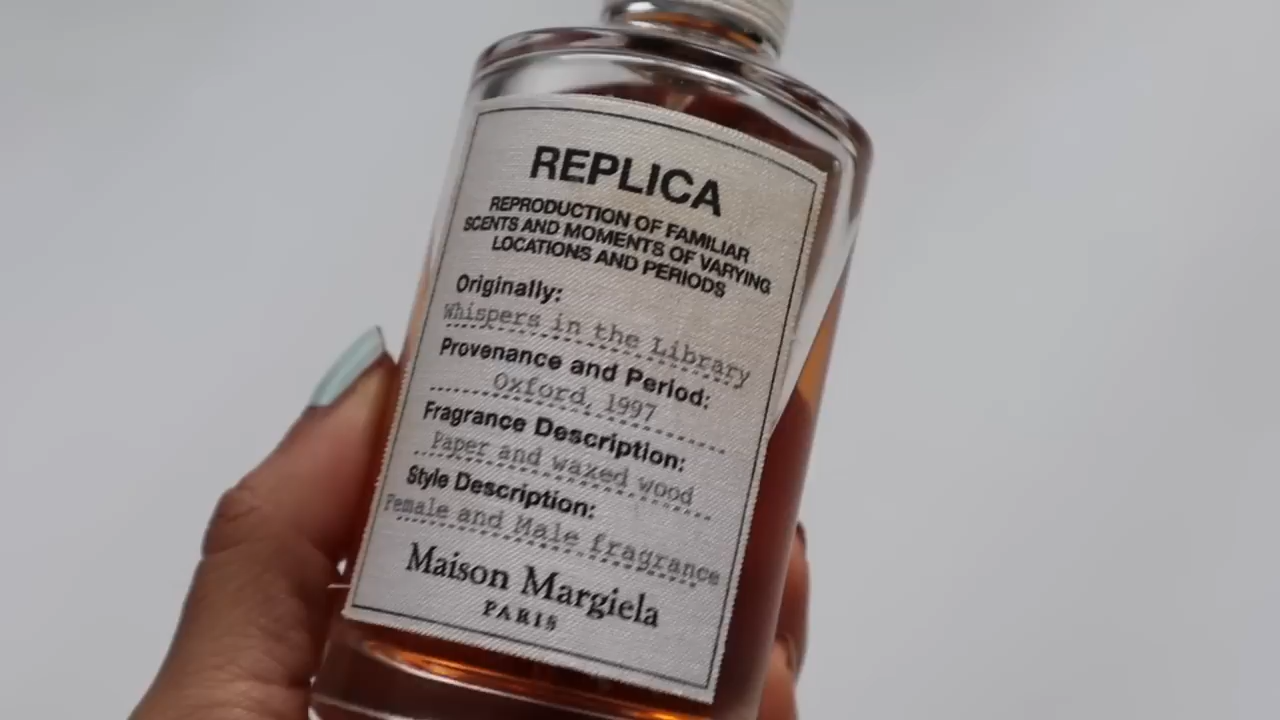 REPLICA
REPRODUCTION OF FAMILIAR
SCENTS AND MOMENTS OF VARYING
LOCATIONS AND PERIODS
Originally:
Whispers in the Library
Provenance and Period:
Oxford, 1997
Fragrance Description:
Paper and waxed wood
Style Description:
Female and Male fragrance
Maison Margiela
PARIS